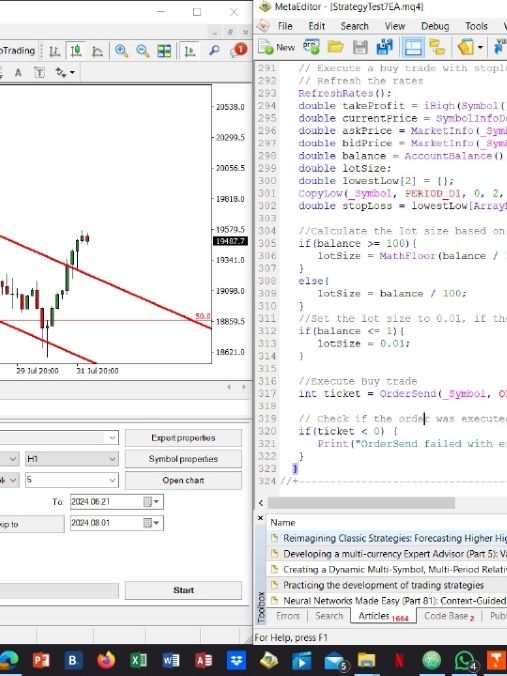 MetaEditor - [StrategyTest7EA.mq4]
File Edit Search View Debug Tools
oTrading
New
A T
291 // Execute a buy trade with stopl
292 // Refresh the rates
293 RefreshRates();
294 double takeProfit = iHigh(Symbol(
295 double currentPrice = SymbolInfoD
296 double askPrice = MarketInfo(_Sym
297 double bidPrice = MarketInfo(_Sym
298 double balance = AccountBalance()
299 double lotSize;
300 double lowestLow[2] = {};
301 CopyLow(_Symbol, PERIOD_D1, 0, 2,
302 double stopLoss = lowestLow[Array
303
304 //Calculate the lot size based on
305 if(balance >= 100){
306 lotSize = MathFloor(balance /
307 }
308 else{
309 lotSize = balance / 100;
310 }
311 //Set the lot size to 0.01, if the
312 if(balance <= 1){
313 lotSize = 0.01;
314 }
315
316 //Execute Buy trade
317 int ticket = OrderSend(_Symbol, O
318
319 // Check if the order was execute
320 if(ticket < 0) {
321 Print("OrderSend failed with e
322 }
323 }
324 //+----------------------------------
20538.0
20299.5
20056.5
19818.0
19579.5
19487.7
19341.0
19098.0
50.0
18859.5
18621.0
29 Jul 20:00 31 Jul 20:00
Expert properties
H1 Symbol properties
5 Open chart
To: 2024.06.21
kip to 2024.08.01
Start
Toolbox
Name
Reimagining Classic Strategies: Forecasting Higher Hig
Developing a multi-currency Expert Advisor (Part 5): Va
Creating a Dynamic Multi-Symbol, Multi-Period Relati
Practicing the development of trading strategies
Neural Networks Made Easy (Part 81): Context-Guided
Errors Search Articles 1664 Code Base 2 Publ
For Help, press F1
5 4